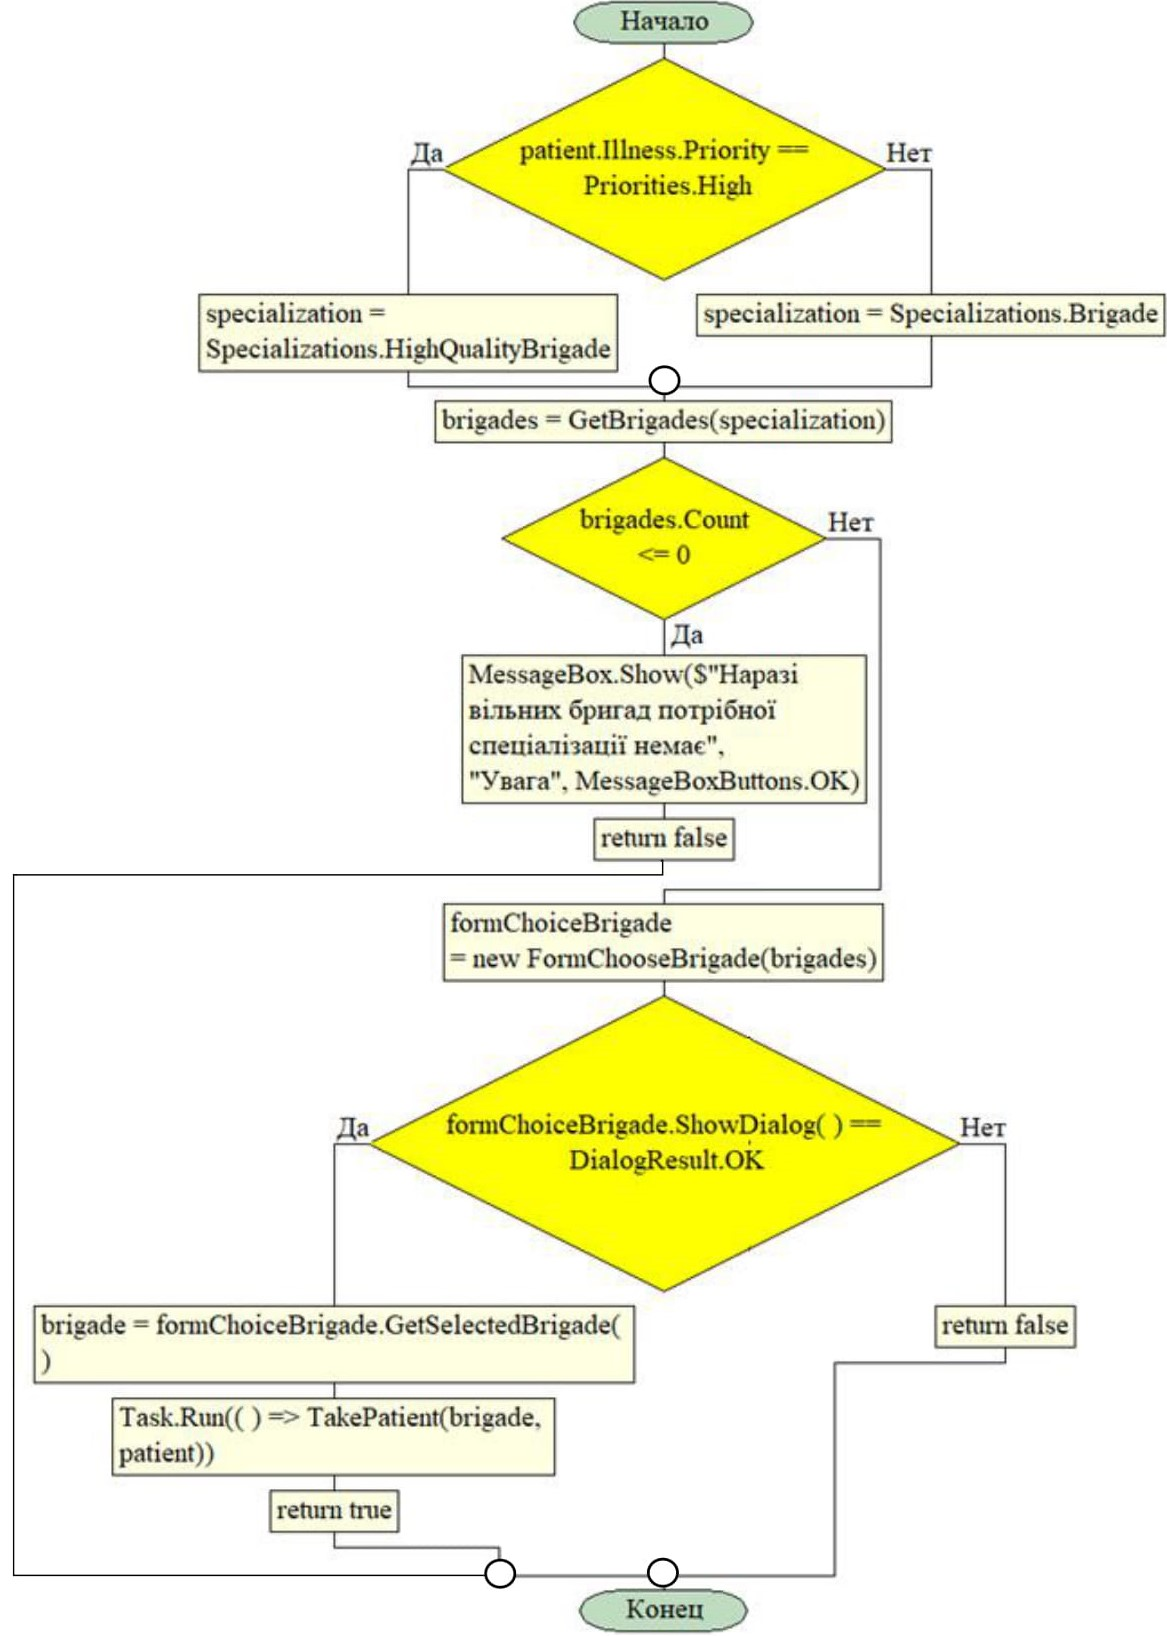 Начало
patient.Illness.Priority ==
Priorities.High
Да
Нет
specialization =
Specializations.HighQualityBrigade
specialization = Specializations.Brigade
brigades = GetBrigades(specialization)
brigades.Count
<= 0
Нет
Да
MessageBox.Show($"Наразі
вільних бригад потрібної
спеціалізації немає",
"Увага", MessageBoxButtons.OK)
return false
formChoiceBrigade
= new FormChooseBrigade(brigades)
formChoiceBrigade.ShowDialog( ) ==
DialogResult.OK
Да
Нет
brigade = formChoiceBrigade.GetSelectedBrigade(
)
return false
Task.Run(( ) => TakePatient(brigade,
patient))
return true
Конец